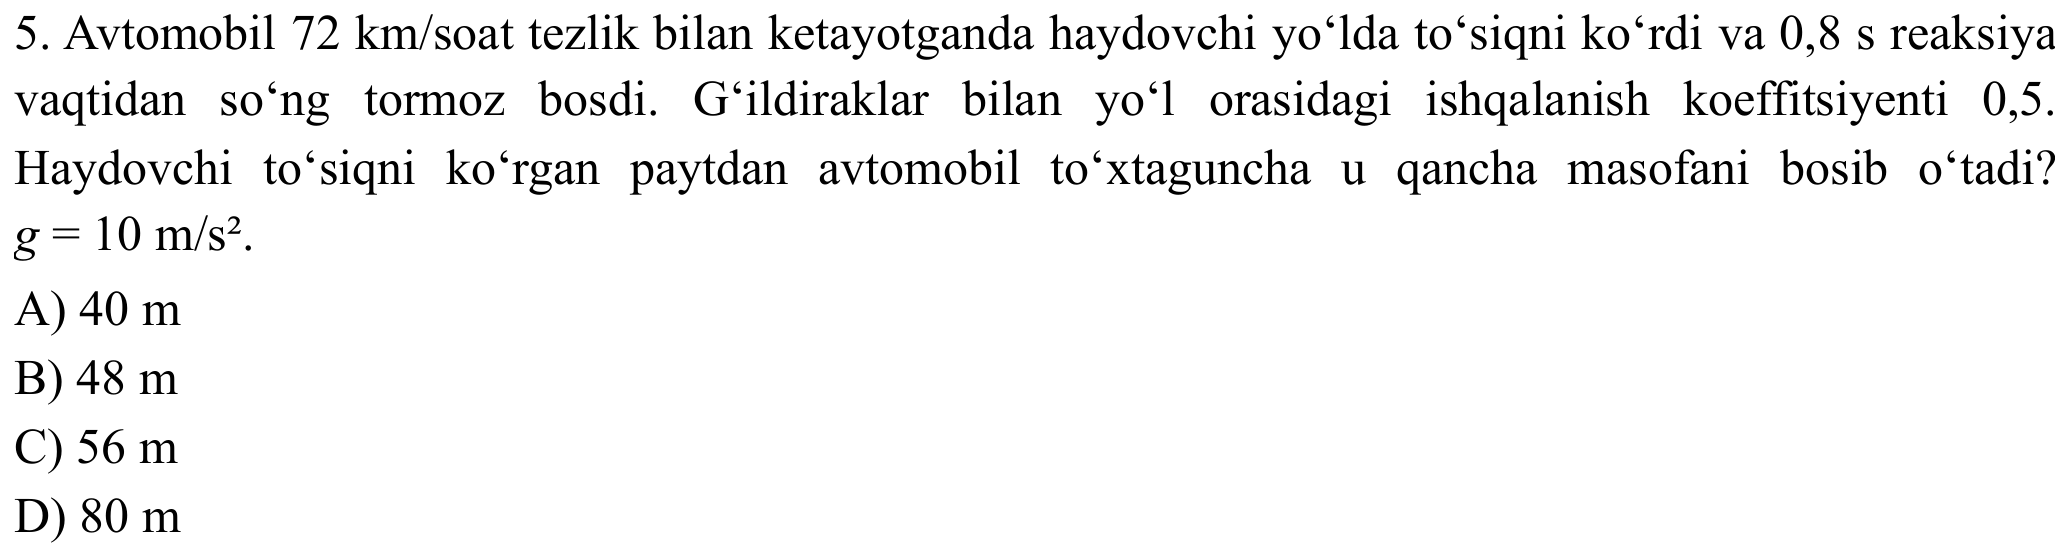 5. Avtomobil 72 km/soat tezlik bilan ketayotganda haydovchi yo‘lda to‘siqni ko‘rdi va 0,8 s reaksiya
vaqtidan so‘ng tormoz bosdi. G‘ildiraklar bilan yo‘l orasidagi ishqalanish koeffitsiyenti 0,5.
Haydovchi to‘siqni ko‘rgan paytdan avtomobil to‘xtaguncha u qancha masofani bosib o‘tadi?
g = 10 m/s².
A) 40 m
B) 48 m
C) 56 m
D) 80 m